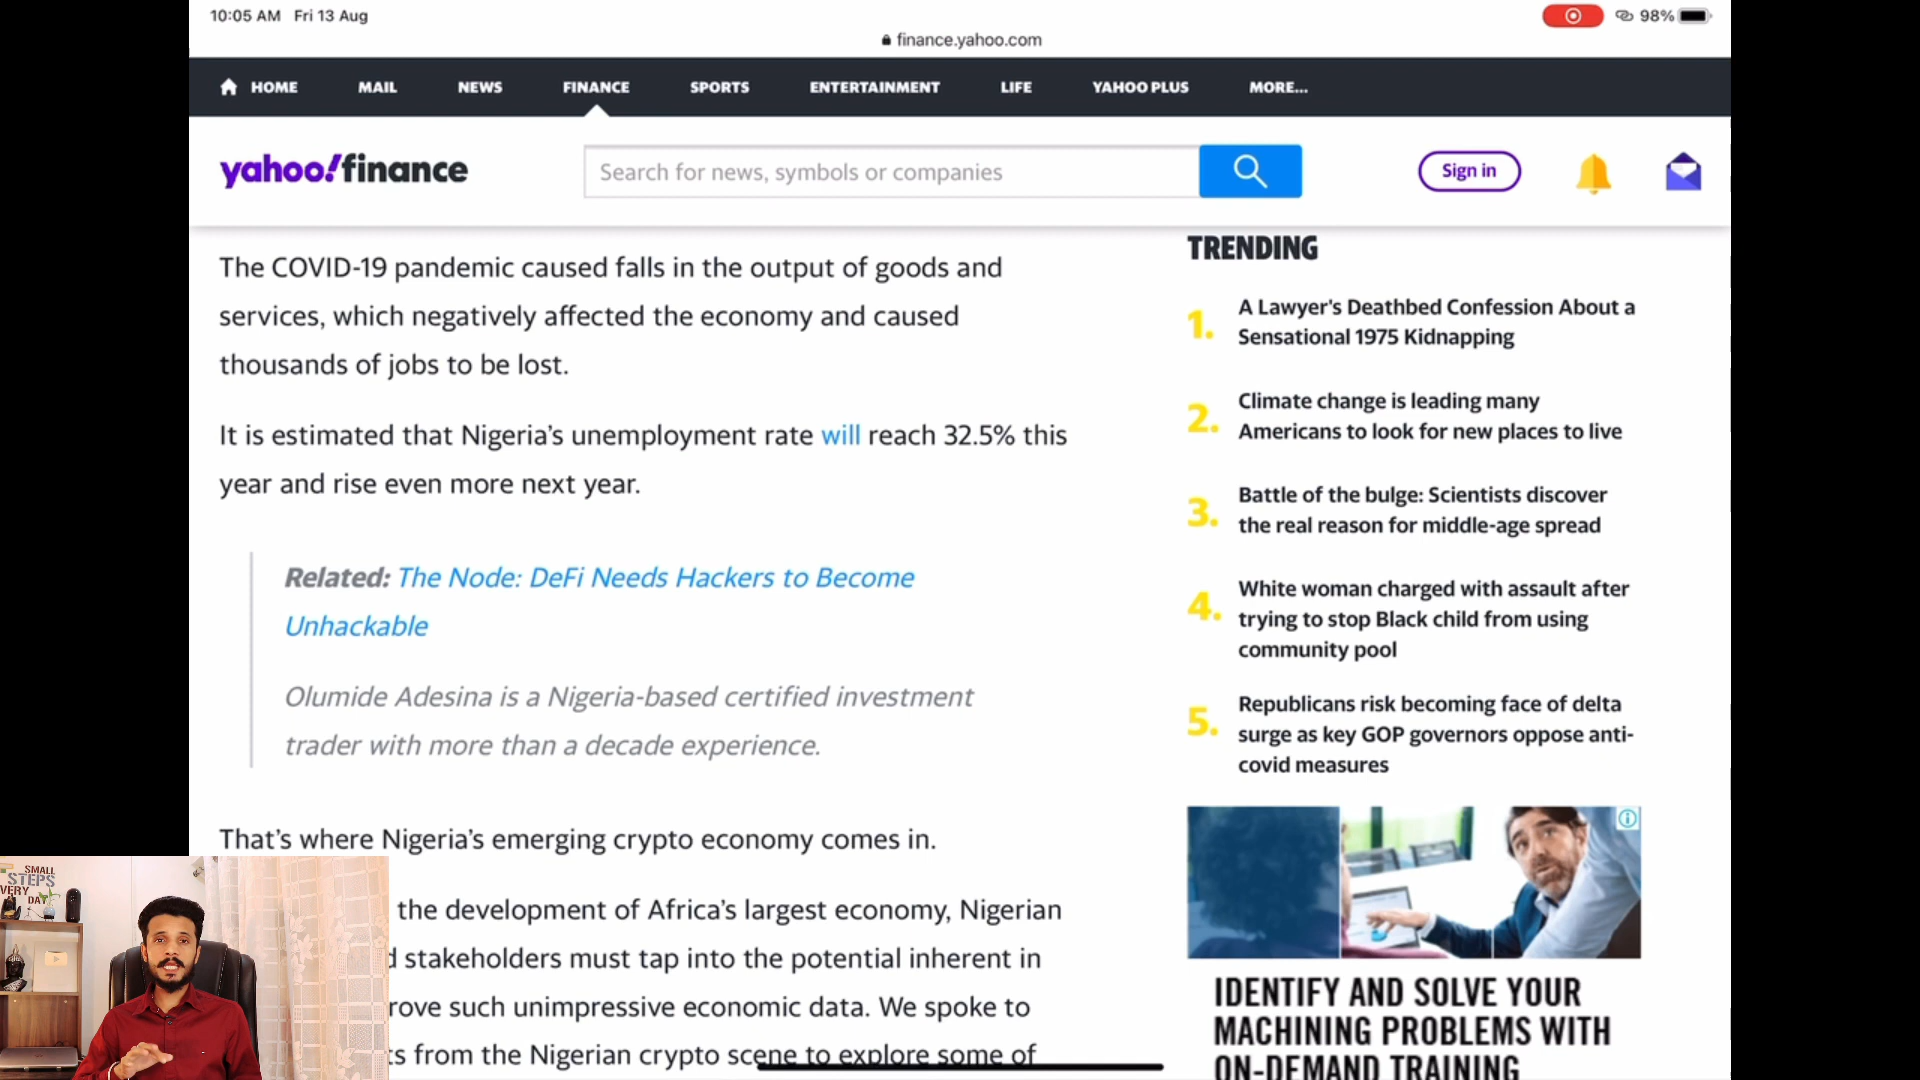 10:05 AM Fri 13 Aug
98%
finance.yahoo.com
HOME MAIL NEWS FINANCE SPORTS ENTERTAINMENT LIFE YAHOO PLUS MORE...
yahoo!finance
Search for news, symbols or companies
Sign in
The COVID-19 pandemic caused falls in the output of goods and
services, which negatively affected the economy and caused
thousands of jobs to be lost.
It is estimated that Nigeria's unemployment rate will reach 32.5% this
year and rise even more next year.
Related: The Node: DeFi Needs Hackers to Become
Unhackable
Olumide Adesina is a Nigeria-based certified investment
trader with more than a decade experience.
That's where Nigeria's emerging crypto economy comes in.
the development of Africa's largest economy, Nigerian
stakeholders must tap into the potential inherent in
such unimpressive economic data. We spoke to
from the Nigerian crypto scene to explore some of
TRENDING
1. A Lawyer's Deathbed Confession About a
Sensational 1975 Kidnapping
2. Climate change is leading many
Americans to look for new places to live
3. Battle of the bulge: Scientists discover
the real reason for middle-age spread
4. White woman charged with assault after
trying to stop Black child from using
community pool
5. Republicans risk becoming face of delta
surge as key GOP governors oppose anti-
covid measures
IDENTIFY AND SOLVE YOUR
MACHINING PROBLEMS WITH
ON-DEMAND TRAINING
SMALL
STEPS
DAY